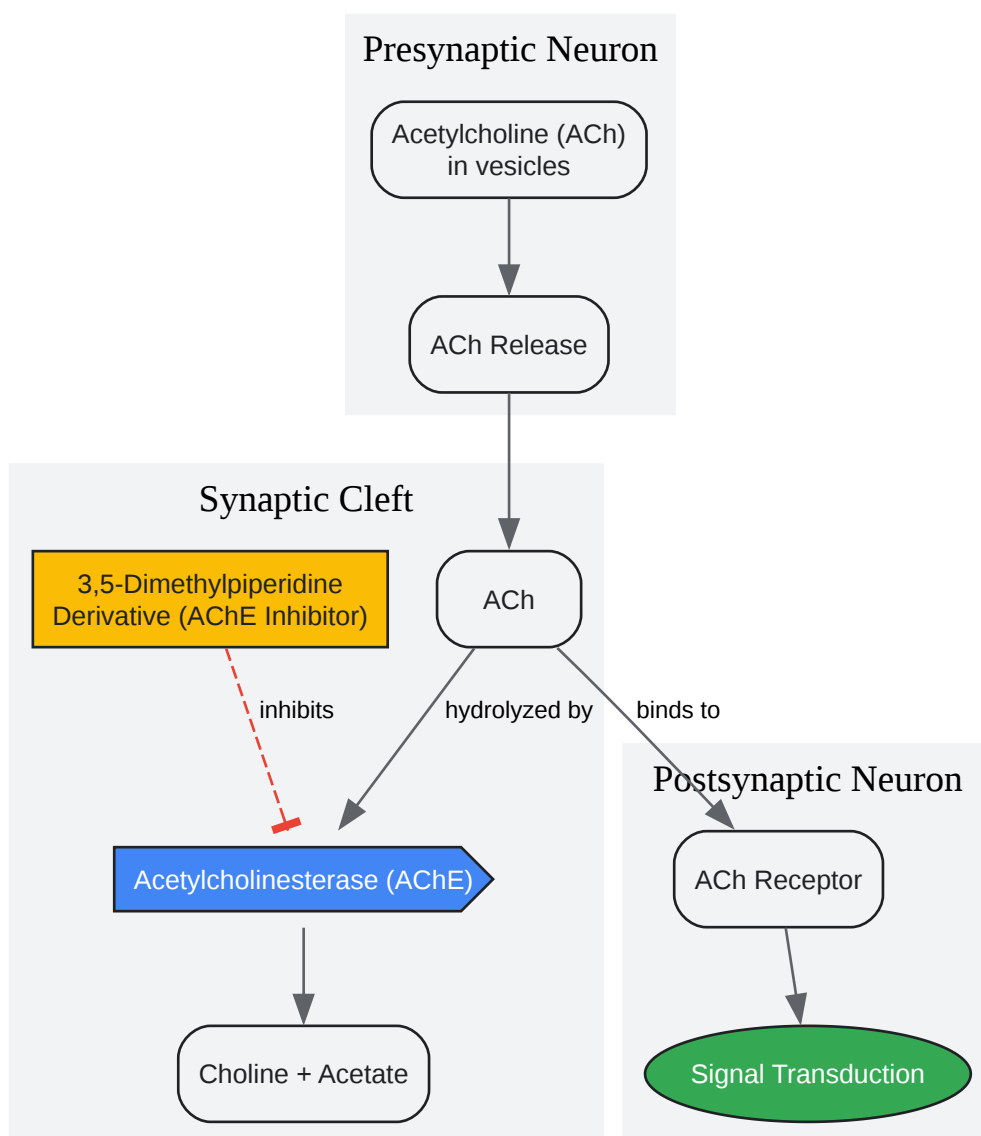 Presynaptic Neuron
Acetylcholine (ACh)
in vesicles
ACh Release
Synaptic Cleft
3,5-Dimethylpiperidine
Derivative (AChE Inhibitor)
ACh
inhibits
hydrolyzed by
binds to
Postsynaptic Neuron
Acetylcholinesterase (AChE)
ACh Receptor
Choline + Acetate
Signal Transduction